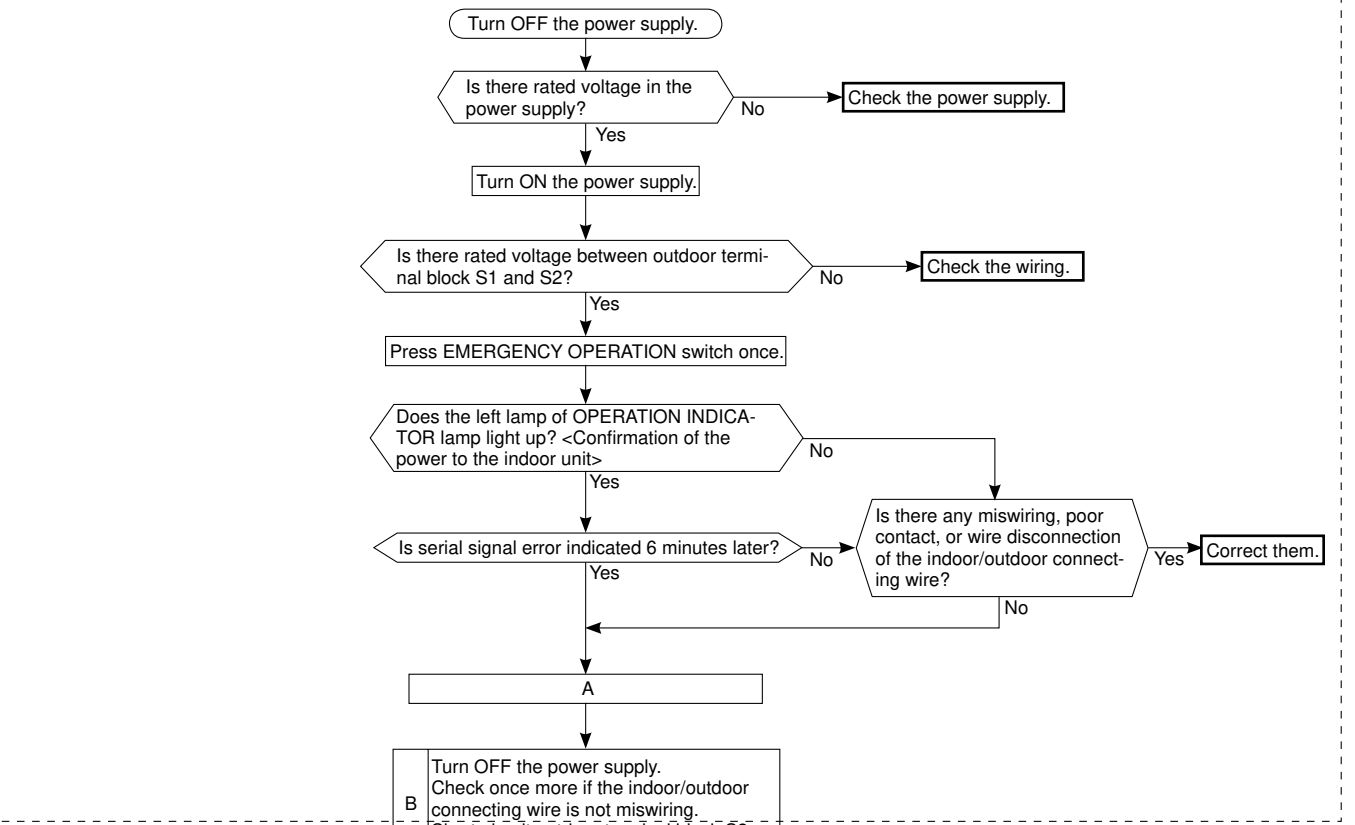 Turn OFF the power supply.
Is there rated voltage in the
power supply?
No
Check the power supply.
Yes
Turn ON the power supply.
Is there rated voltage between outdoor termi-
nal block S1 and S2?
No
Check the wiring.
Yes
Press EMERGENCY OPERATION switch once.
Does the left lamp of OPERATION INDICA-
TOR lamp light up? <Confirmation of the
power to the indoor unit>
No
Yes
Is there any miswiring, poor
contact, or wire disconnection
of the indoor/outdoor connect-
ing wire?
Yes
Correct them.
Is serial signal error indicated 6 minutes later?
No
Yes
No
A
B
Turn OFF the power supply.
Check once more if the indoor/outdoor
connecting wire is not miswiring.